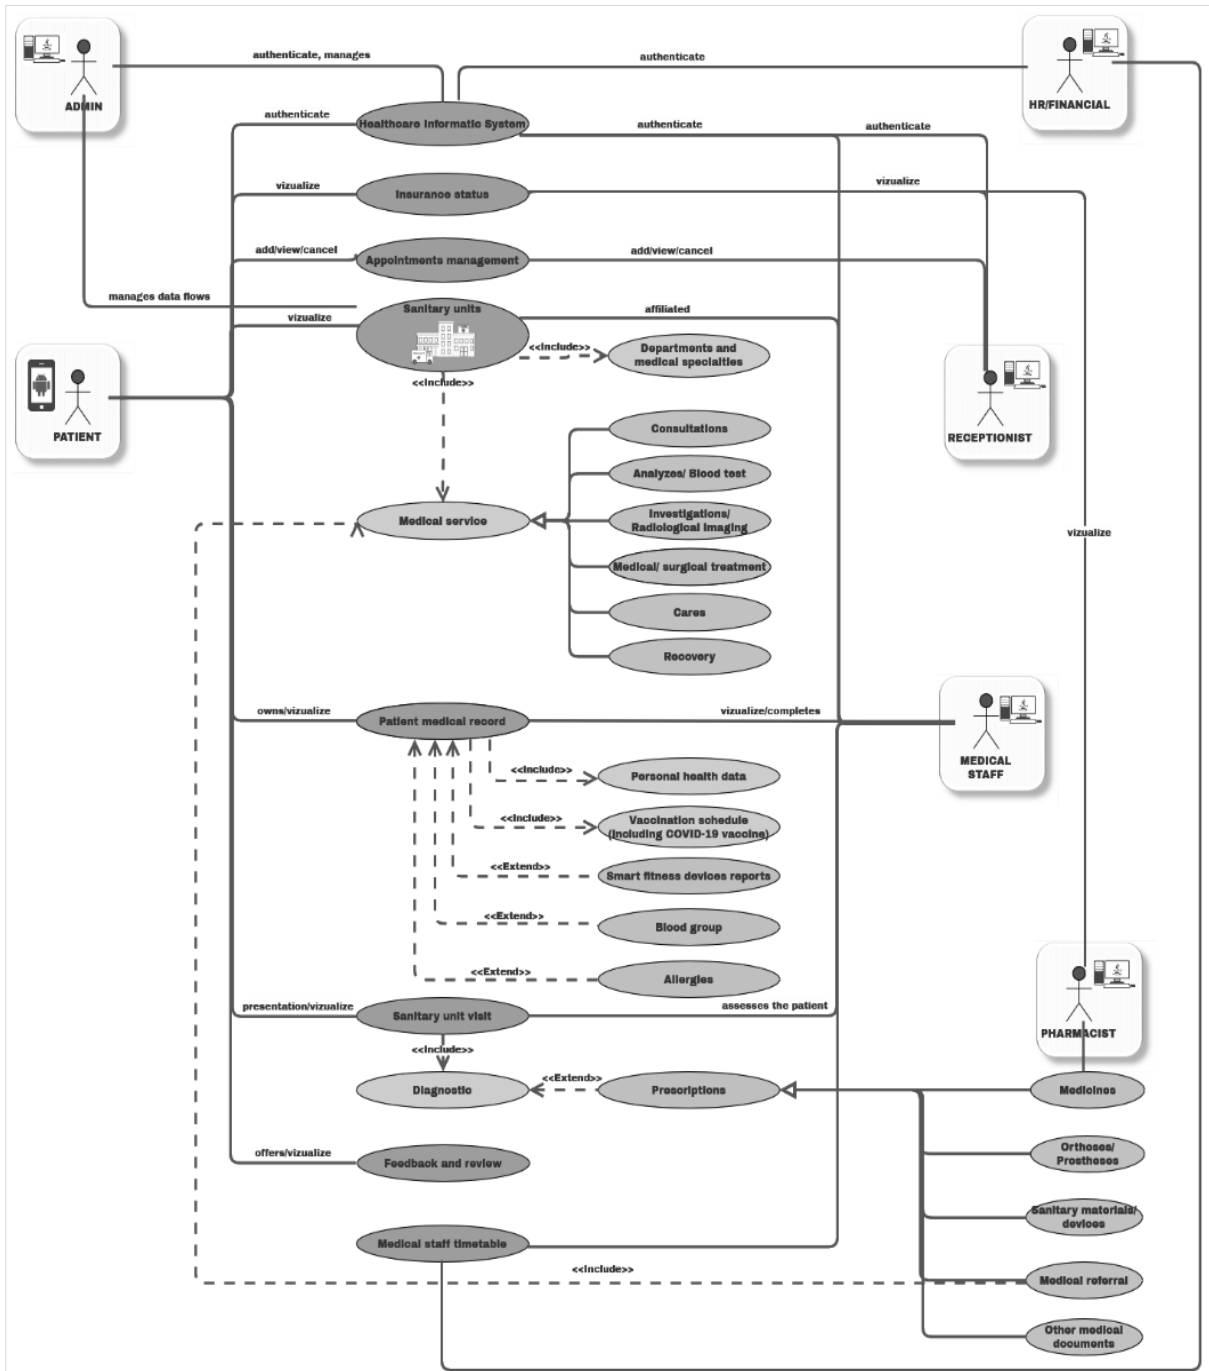 authenticate, manages
authenticate
ADMIN
HR/FINANCIAL
authenticate
Healthcare Informatic System
authenticate
authenticate
vizualize
Insurance status
vizualize
add/view/cancel
Appointments management
add/view/cancel
manages data flows
Sanitary units
affiliated
vizualize
<<Include>>
Departments and
medical specialties
<<Include>>
PATIENT
RECEPTIONIST
Consultations
Analyzes/ Blood test
Medical service
Investigations/
Radiological imaging
vizualize
Medical/ surgical treatment
Cares
Recovery
owns/vizualize
Patient medical record
vizualize/completes
MEDICAL
STAFF
<<Include>>
Personal health data
<<Include>>
Vaccination schedule
(including COVID-19 vaccine)
<<Extend>>
Smart fitness devices reports
<<Extend>>
Blood group
<<Extend>>
Allergies
presentation/vizualize
Sanitary unit visit
assesses the patient
PHARMACIST
<<Include>>
Diagnostic
<<Extend>>
Prescriptions
Medicines
Orthoses/
Prostheses
offers/vizualize
Feedback and review
Sanitary materials/
devices
Medical staff timetable
<<Include>>
Medical referral
Other medical
documents